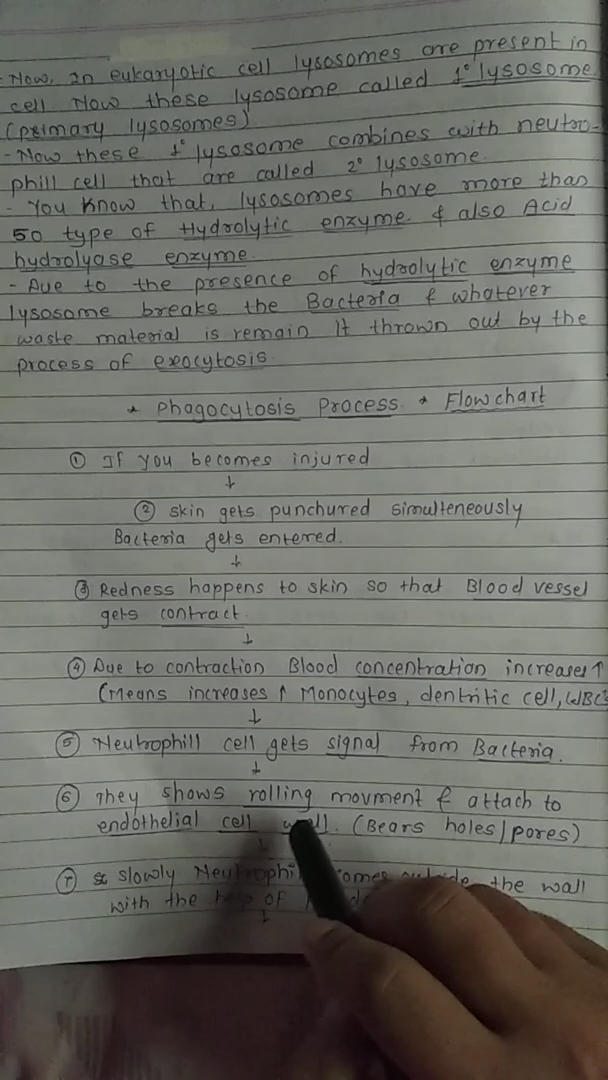 - Now, In eukaryotic cell lysosomes are present in
cell Now these lysosome called 1° lysosome
(primary lysosomes)
- Now these 1° lysosome combines with neutro-
phill cell that are called 2° lysosome.
- You know that, lysosomes have more than
50 type of Hydrolytic enzyme. & also Acid
hydrolyase enzyme.
- Due to the presence of hydrolytic enzyme
lysosome breaks the Bacteria & whatever
waste material is remain It thrown out by the
process of exocytosis.
* Phagocytosis Process * Flowchart
① If you becomes injured
↓
② skin gets punchured simulteneously
Bacteria gets entered.
↓
③ Redness happens to skin so that Blood vessel
gets contract.
↓
④ Due to contraction Blood concentration increases ↑
(Means increases ↑ Monocytes, dentritic cell, WBC's
↓
⑤ Neutrophill cell gets signal from Bacteria.
↓
⑥ They shows rolling movment & attach to
endothelial cell wall. (Bears holes/pores)
↓
⑦ slowly Neutrophil comes outside the wall
with the help of
↓